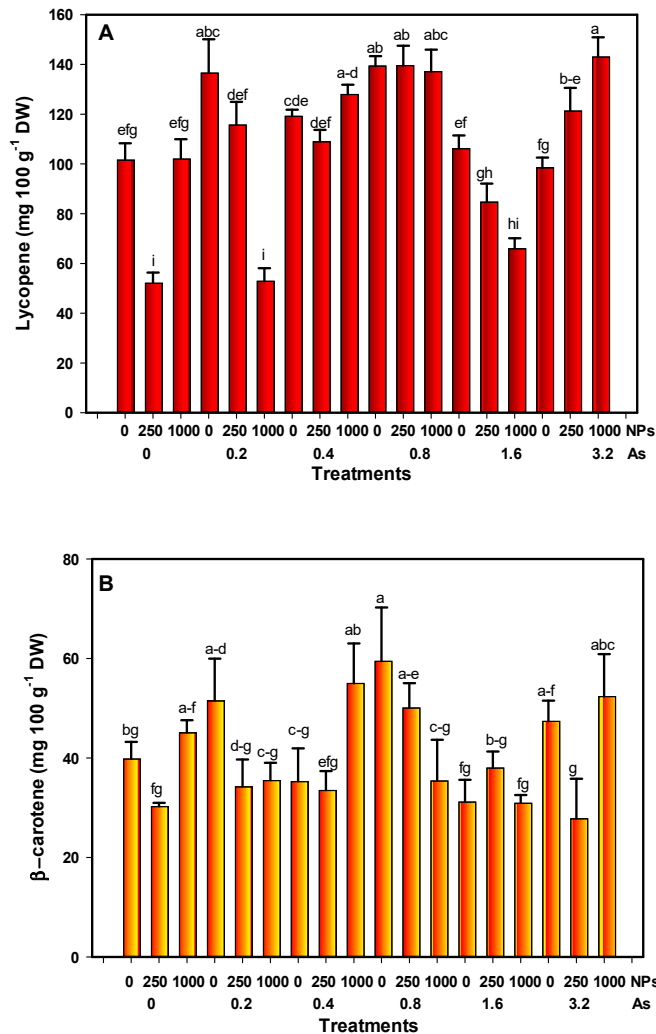 A
160
140
120
100
80
60
40
20
0
Lycopene (mg 100 g-1 DW)
efg i efg abc def i cde def a-d ab ab abc ef gh hi fg b-e a
0 250 1000 0 250 1000 0 250 1000 0 250 1000 0 250 1000 0 250 1000 NPs
0 0.2 0.4 0.8 1.6 3.2 As
Treatments
B
80
60
40
20
0
β–carotene (mg 100 g-1 DW)
bg fg a-f a-d d-g c-g c-g efg ab a a-e c-g fg b-g fg a-f g abc
0 250 1000 0 250 1000 0 250 1000 0 250 1000 0 250 1000 0 250 1000 NPs
0 0.2 0.4 0.8 1.6 3.2 As
Treatments